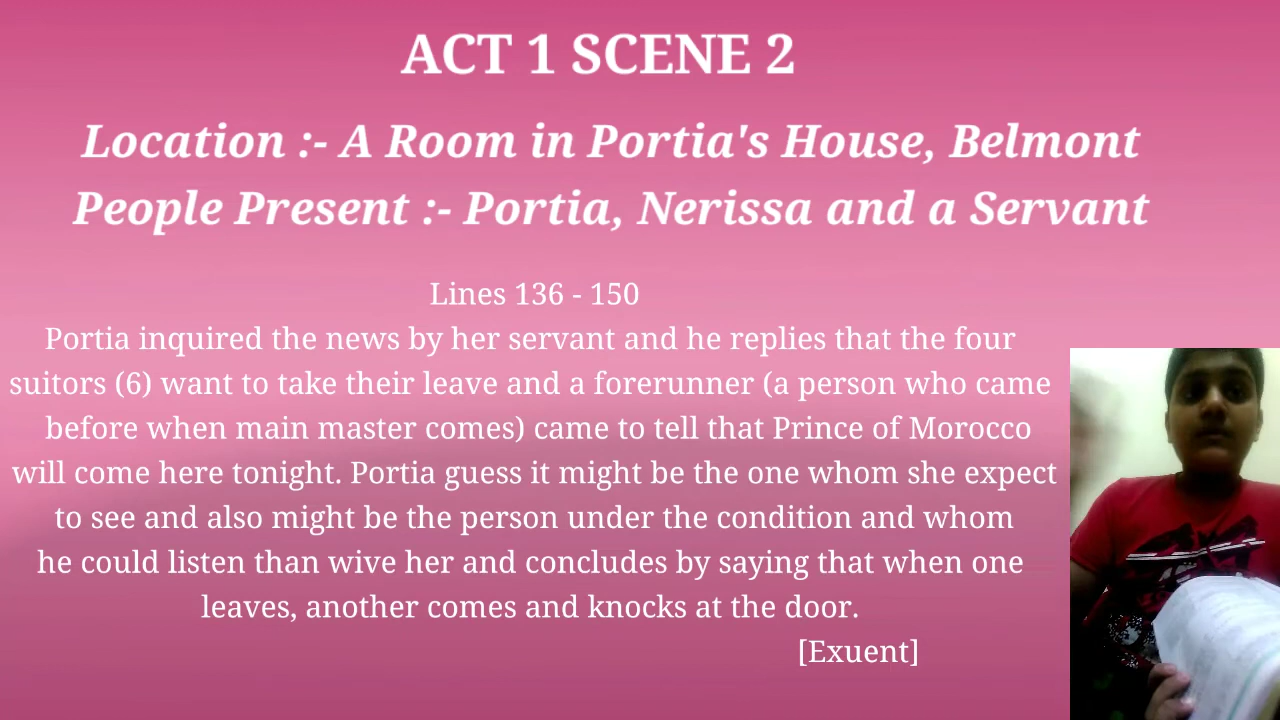 ACT 1 SCENE 2
Location :- A Room in Portia's House, Belmont
People Present :- Portia, Nerissa and a Servant
Lines 136 - 150
Portia inquired the news by her servant and he replies that the four
suitors (6) want to take their leave and a forerunner (a person who came
before when main master comes) came to tell that Prince of Morocco
will come here tonight. Portia guess it might be the one whom she expect
to see and also might be the person under the condition and whom
he could listen than wive her and concludes by saying that when one
leaves, another comes and knocks at the door.
[Exuent]